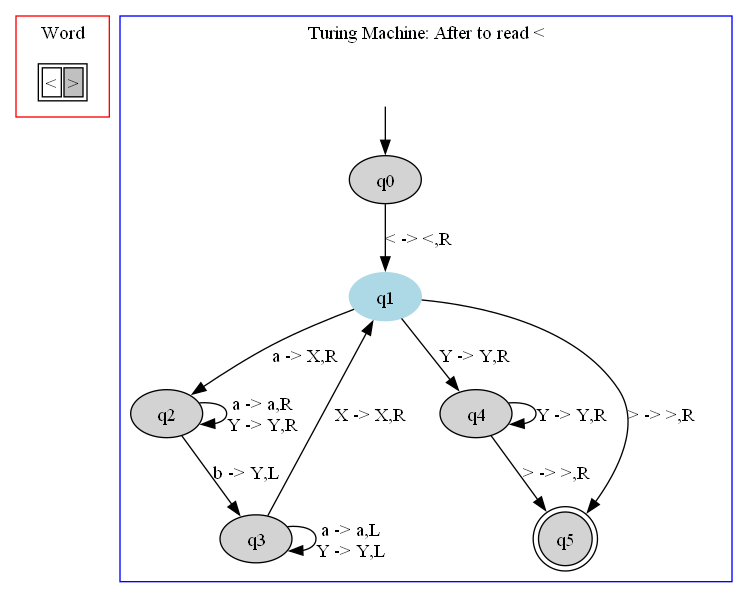 Word
< >
Turing Machine: After to read <
q0
< -> <,R
q1
a -> X,R
Y -> Y,R
q2
a -> a,R
Y -> Y,R
X -> X,R
q4
Y -> Y,R
> -> >,R
b -> Y,L
> -> >,R
q3
a -> a,L
Y -> Y,L
q5